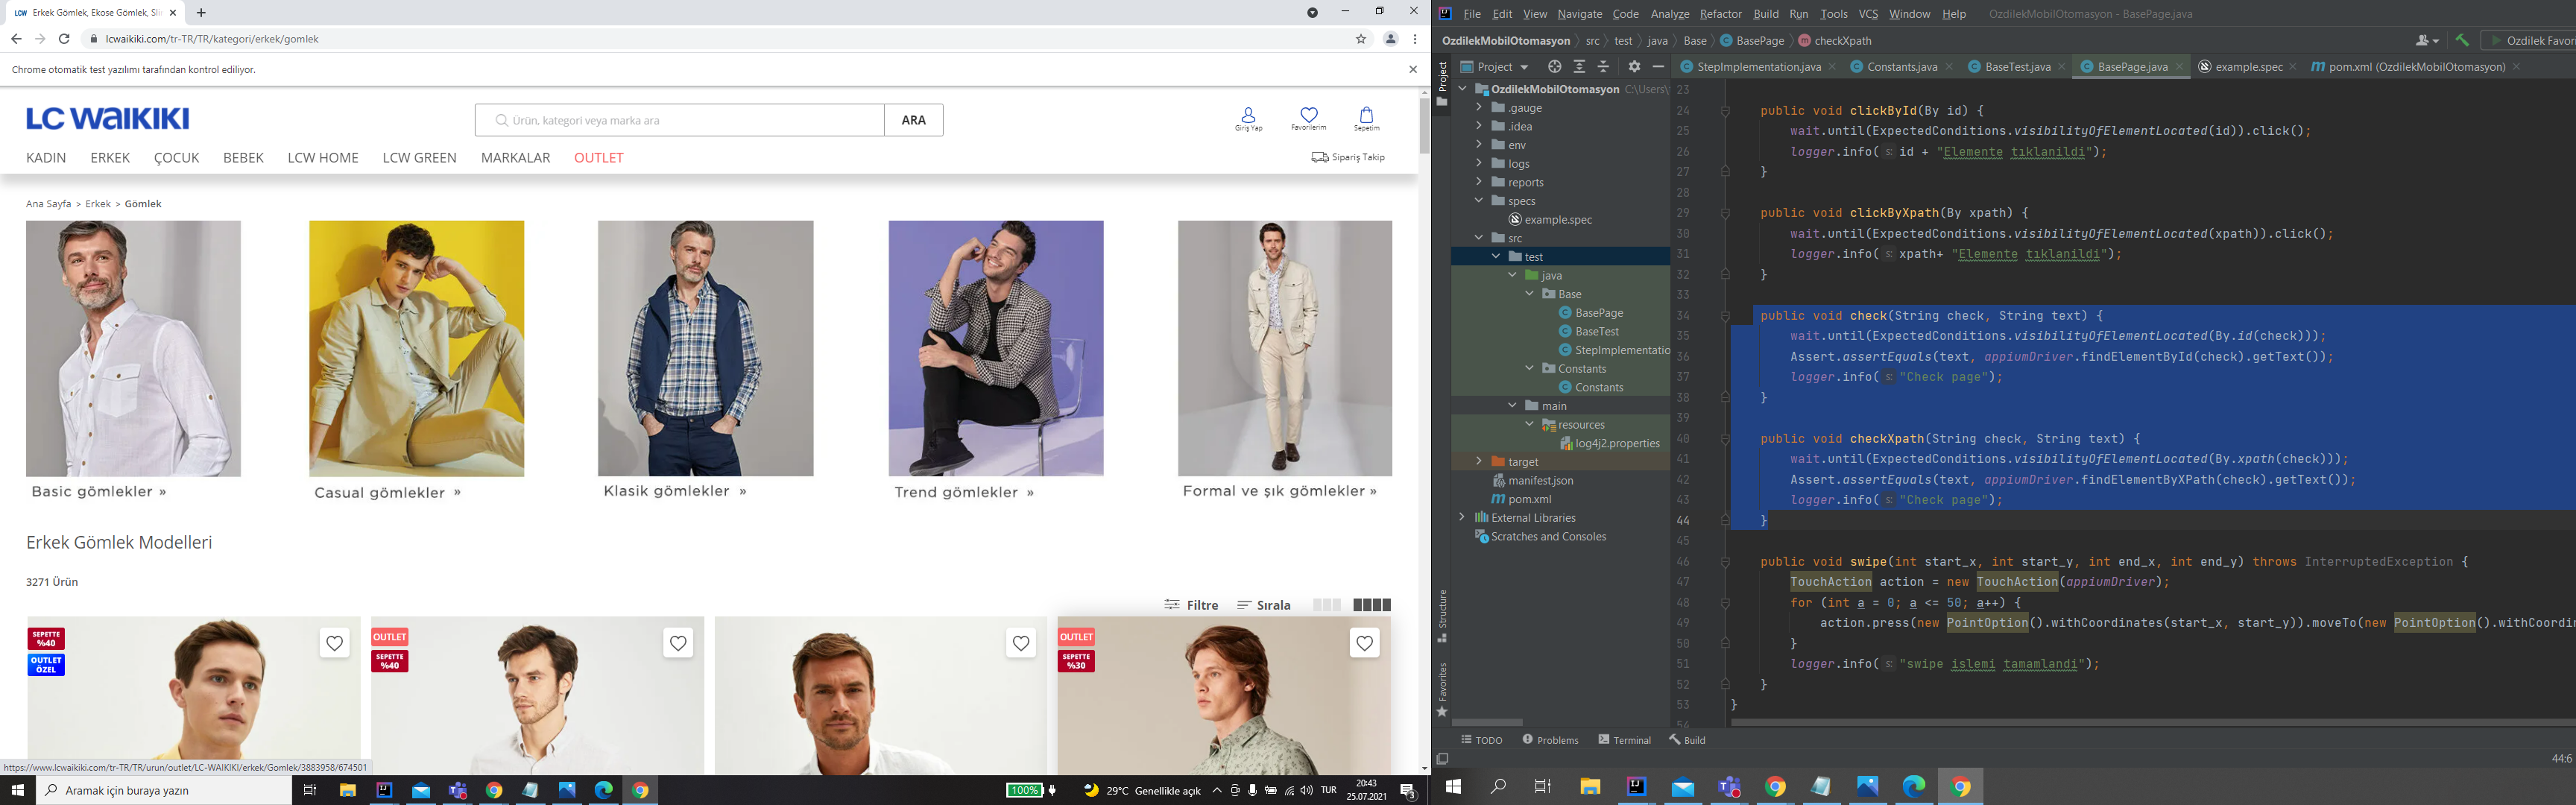 LCW Erkek Gömlek, Ekose Gömlek, Sli
lcwaikiki.com/tr-TR/TR/kategori/erkek/gomlek
Chrome otomatik test yazılımı tarafından kontrol ediliyor.
LC WAIKIKI
Ürün, kategori veya marka ara
ARA
Giriş Yap
Favorilerim
Sepetim
KADIN ERKEK ÇOCUK BEBEK LCW HOME LCW GREEN MARKALAR OUTLET
Sipariş Takip
Ana Sayfa > Erkek > Gömlek
Basic gömlekler »
Casual gömlekler »
Klasik gömlekler »
Trend gömlekler »
Formal ve şık gömlekler »
Erkek Gömlek Modelleri
3271 Ürün
Filtre
Sırala
SEPETTE
%40
OUTLET
ÖZEL
OUTLET
SEPETTE
%40
OUTLET
SEPETTE
%30
https://www.lcwaikiki.com/tr-TR/TR/urun/outlet/LC-WAIKIKI/erkek/Gomlek/3883958/674501
Aramak için buraya yazın
100%
29°C Genellikle açık
TUR
20:43
25.07.2021
3
File Edit View Navigate Code Analyze Refactor Build Run Tools VCS Window Help OzdilekMobilOtomasyon - BasePage.java
OzdilekMobilOtomasyon src test java Base BasePage checkXpath
Ozdilek Favori
Project
StepImplementation.java Constants.java BaseTest.java BasePage.java example.spec pom.xml (OzdilekMobilOtomasyon)
Project
Structure
Favorites
OzdilekMobilOtomasyon C:\Users\
.gauge
.idea
env
logs
reports
specs
example.spec
src
test
java
Base
BasePage
BaseTest
StepImplementatio
Constants
Constants
main
resources
log4j2.properties
target
manifest.json
pom.xml
External Libraries
Scratches and Consoles
23
24 public void clickById(By id) {
25 wait.until(ExpectedConditions.visibilityOfElementLocated(id)).click();
26 logger.info( s: id + "Elemente tıklanildi");
27 }
28
29 public void clickByXpath(By xpath) {
30 wait.until(ExpectedConditions.visibilityOfElementLocated(xpath)).click();
31 logger.info( s: xpath+ "Elemente tıklanildi");
32 }
33
34 public void check(String check, String text) {
35 wait.until(ExpectedConditions.visibilityOfElementLocated(By.id(check)));
36 Assert.assertEquals(text, appiumDriver.findElementById(check).getText());
37 logger.info( s: "Check page");
38 }
39
40 public void checkXpath(String check, String text) {
41 wait.until(ExpectedConditions.visibilityOfElementLocated(By.xpath(check)));
42 Assert.assertEquals(text, appiumDriver.findElementByXPath(check).getText());
43 logger.info( s: "Check page");
44 }
45
46 public void swipe(int start_x, int start_y, int end_x, int end_y) throws InterruptedException {
47 TouchAction action = new TouchAction(appiumDriver);
48 for (int a = 0; a <= 50; a++) {
49 action.press(new PointOption().withCoordinates(start_x, start_y)).moveTo(new PointOption().withCoordin
50 }
51 logger.info( s: "swipe islemi tamamlandi");
52 }
53 }
54
TODO Problems Terminal Build
44:6